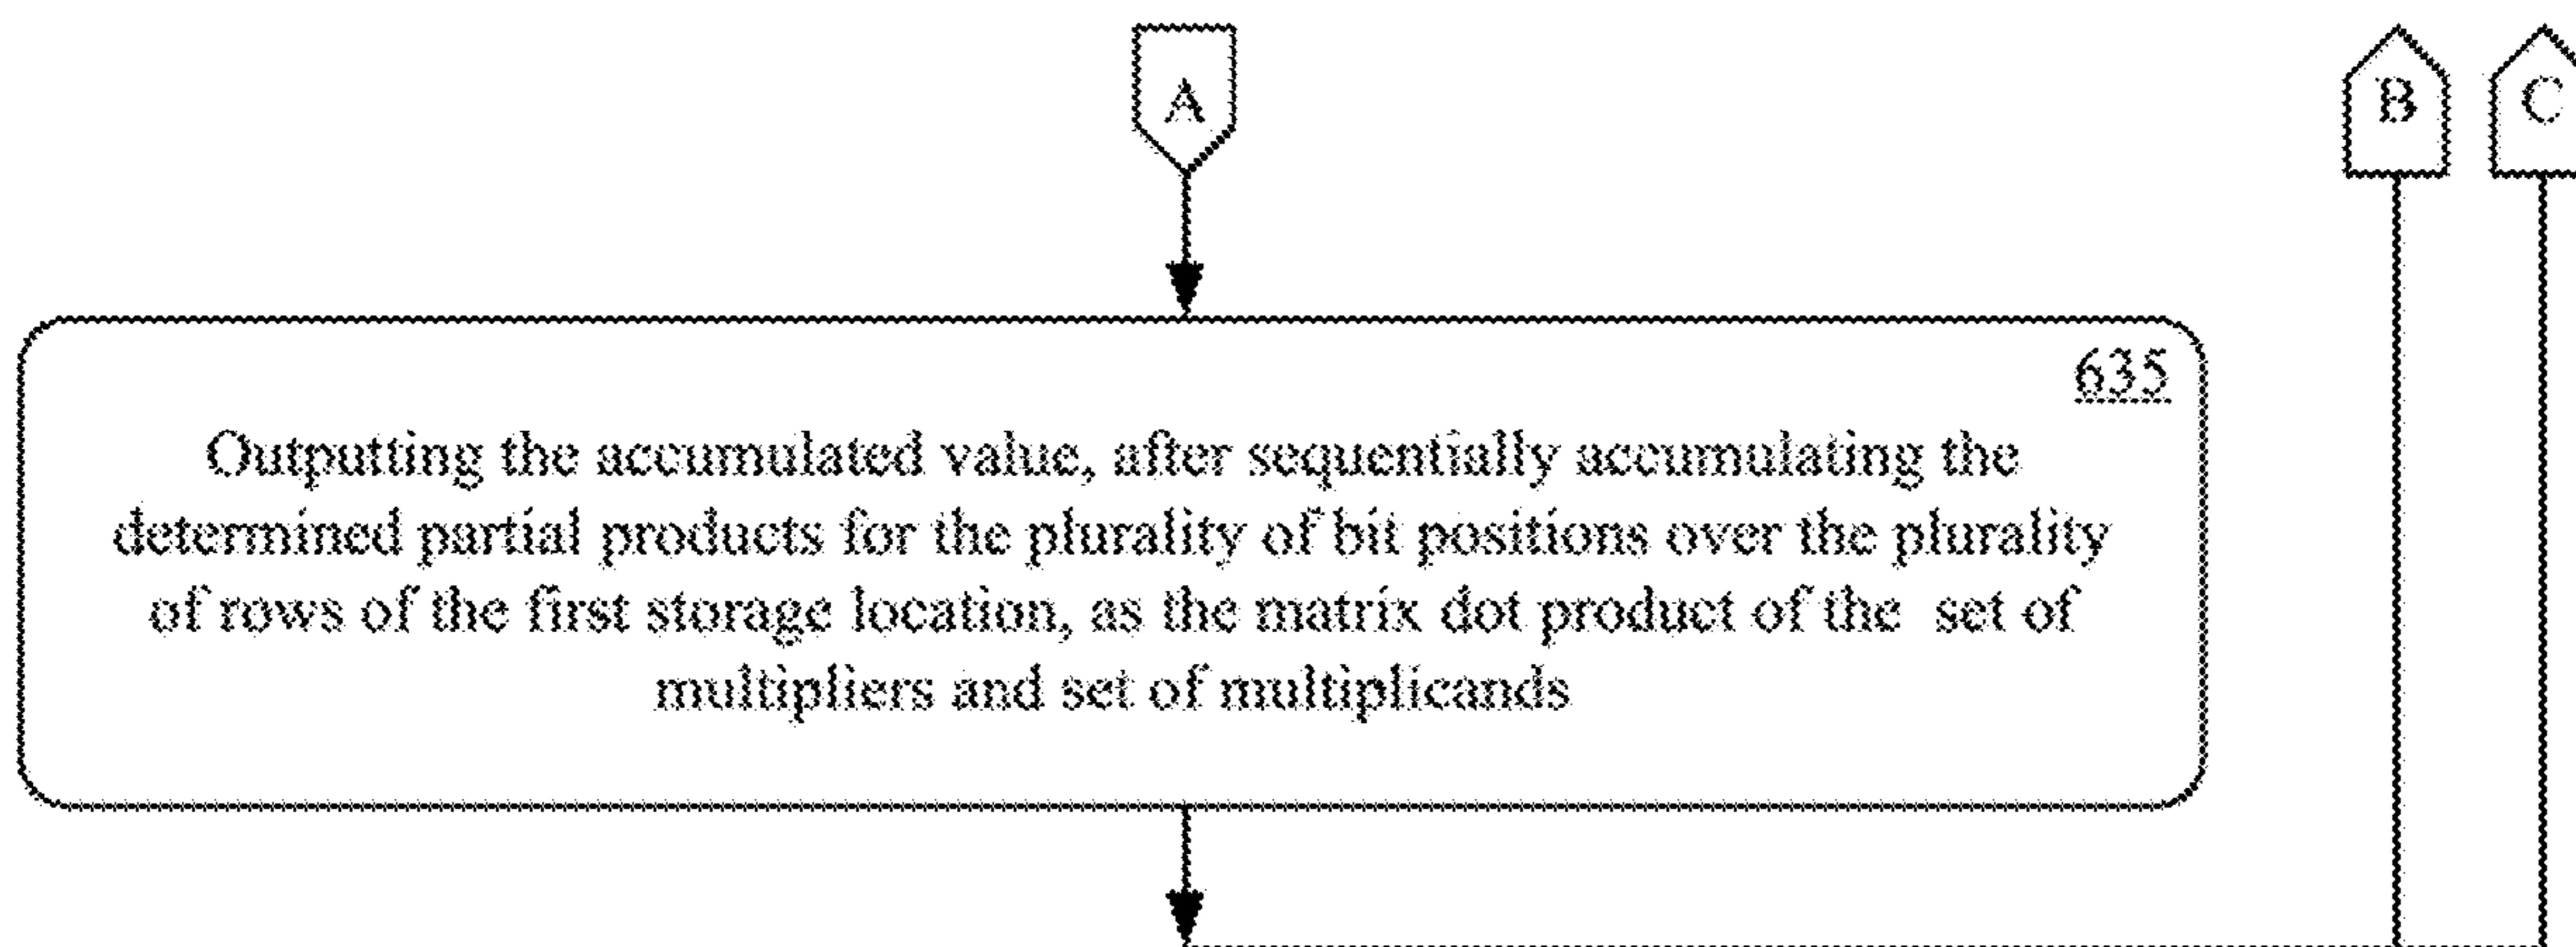 A
B
C
635
Outputting the accumulated value, after sequentially accumulating the
determined partial products for the plurality of bit positions over the plurality
of rows of the first storage location, as the matrix dot product of the set of
multipliers and set of multiplicands